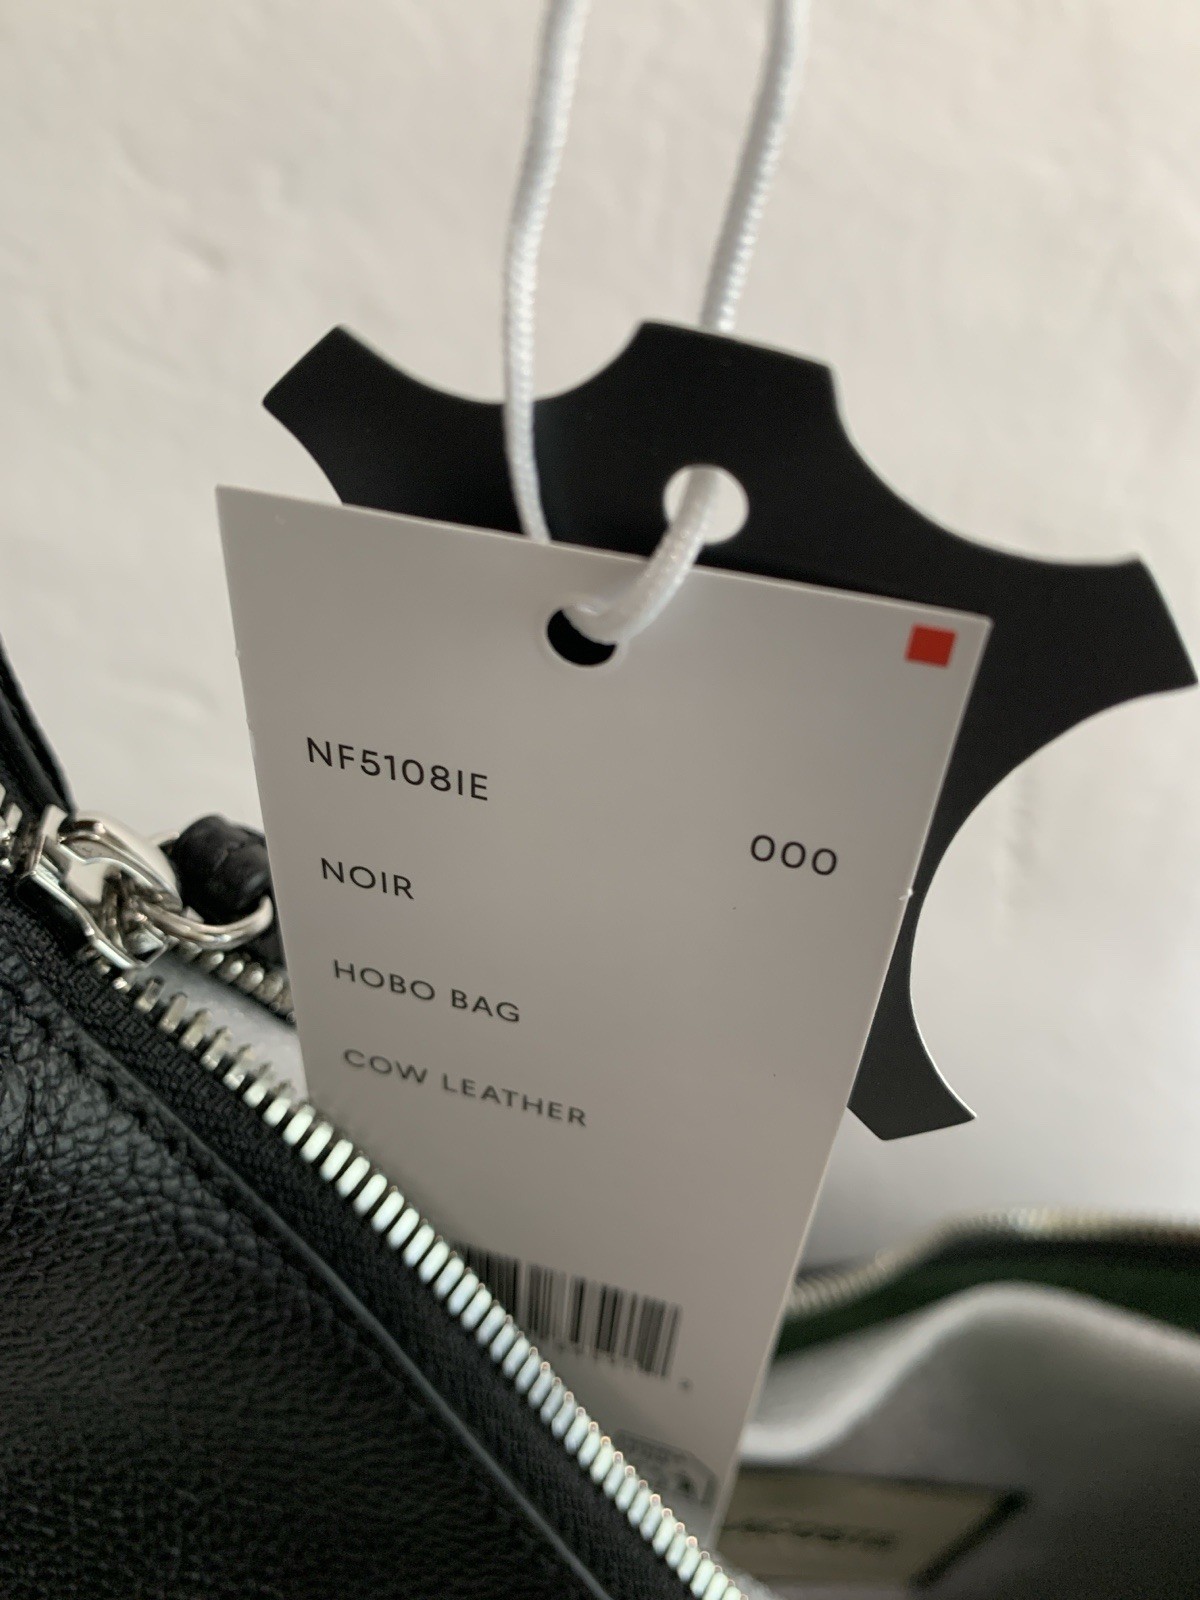 NF5108IE
000
NOIR
HOBO BAG
COW LEATHER